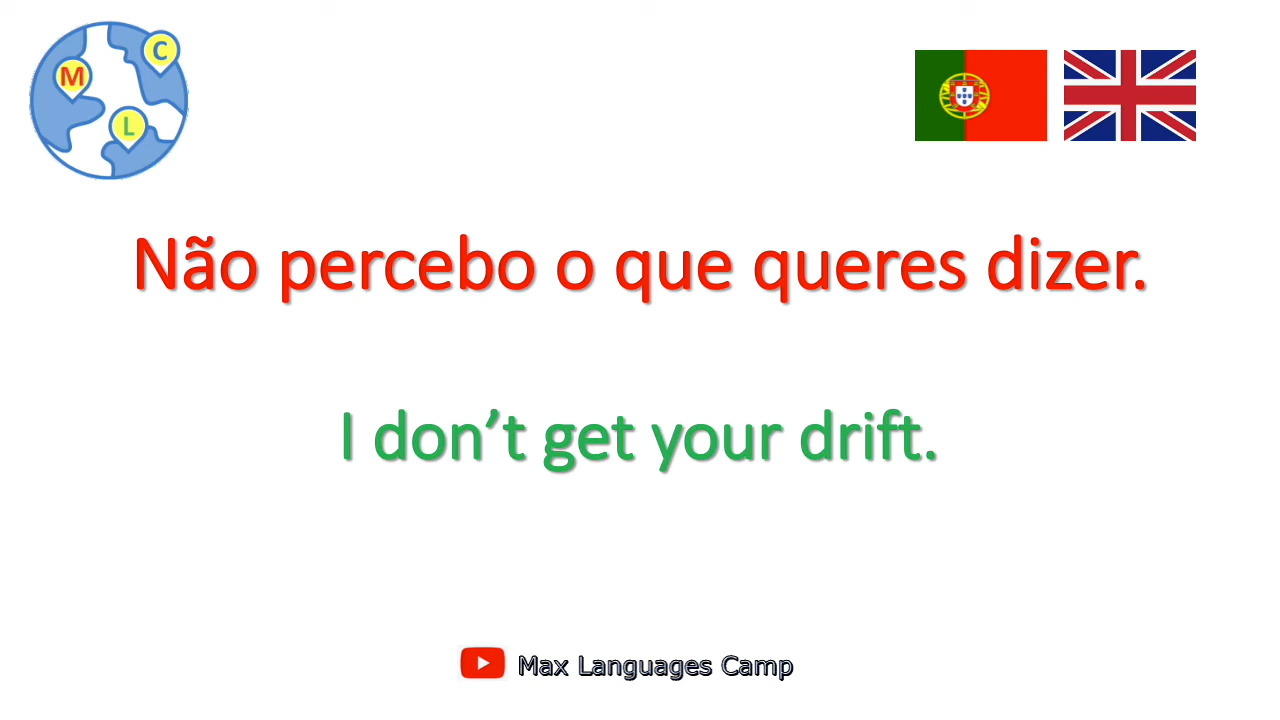 C
M
L
Não percebo o que queres dizer.
I don’t get your drift.
Max Languages Camp